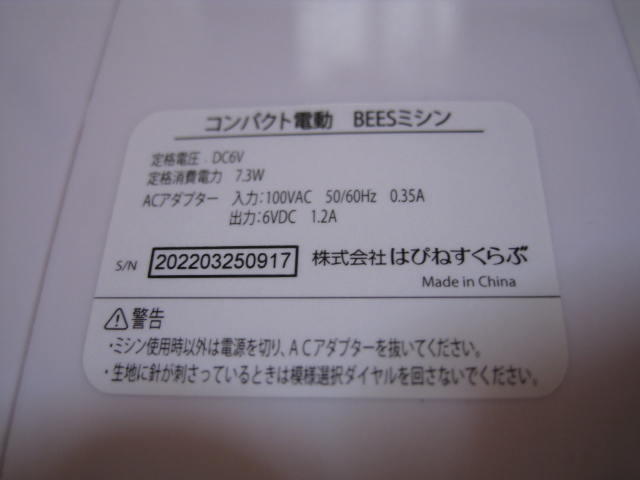 コンパクト電動　BEESミシン
定格電圧：DC6V
定格消費電力　7.3W
ACアダプター　入力：100VAC　50/60Hz　0.35A
出力：6VDC　1.2A
S/N 202203250917 株式会社はぴねすくらぶ
Made in China
⚠警告
・ミシン使用時以外は電源を切り、ACアダプターを抜いてください。
・生地に針が刺さっているときは模様選択ダイヤルを回さないでください。